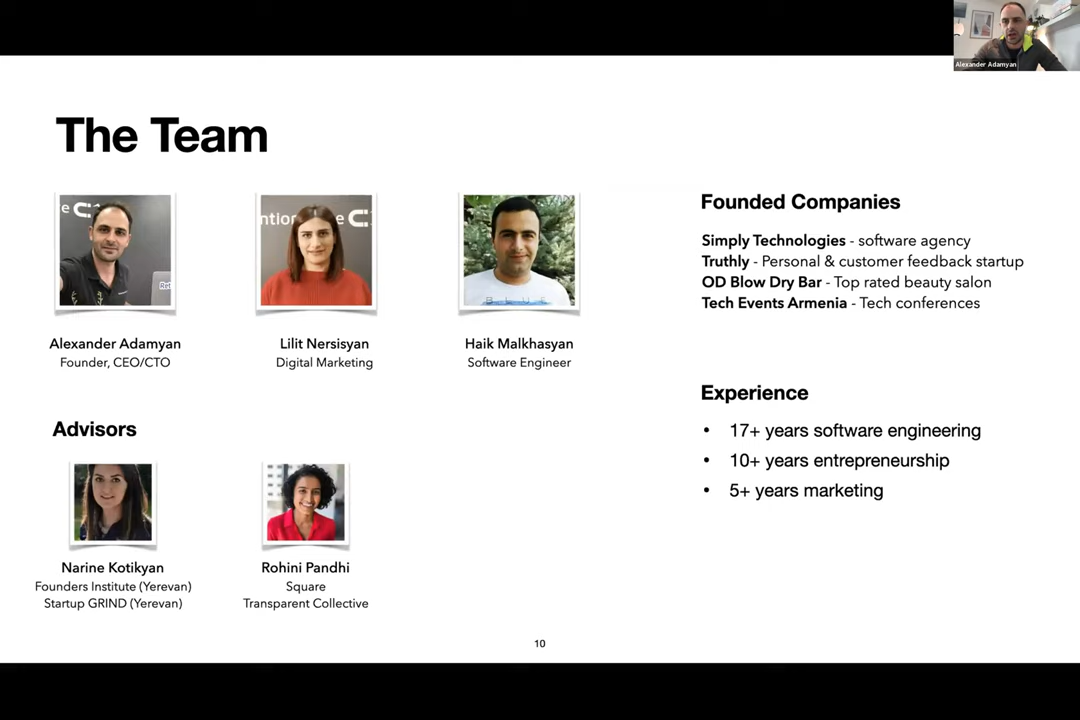 Alexander Adamyan
The Team
Alexander Adamyan
Founder, CEO/CTO
Lilit Nersisyan
Digital Marketing
Haik Malkhasyan
Software Engineer
Advisors
Narine Kotikyan
Founders Institute (Yerevan)
Startup GRIND (Yerevan)
Rohini Pandhi
Square
Transparent Collective
Founded Companies
Simply Technologies - software agency
Truthly - Personal & customer feedback startup
OD Blow Dry Bar - Top rated beauty salon
Tech Events Armenia - Tech conferences
Experience
• 17+ years software engineering
• 10+ years entrepreneurship
• 5+ years marketing
10